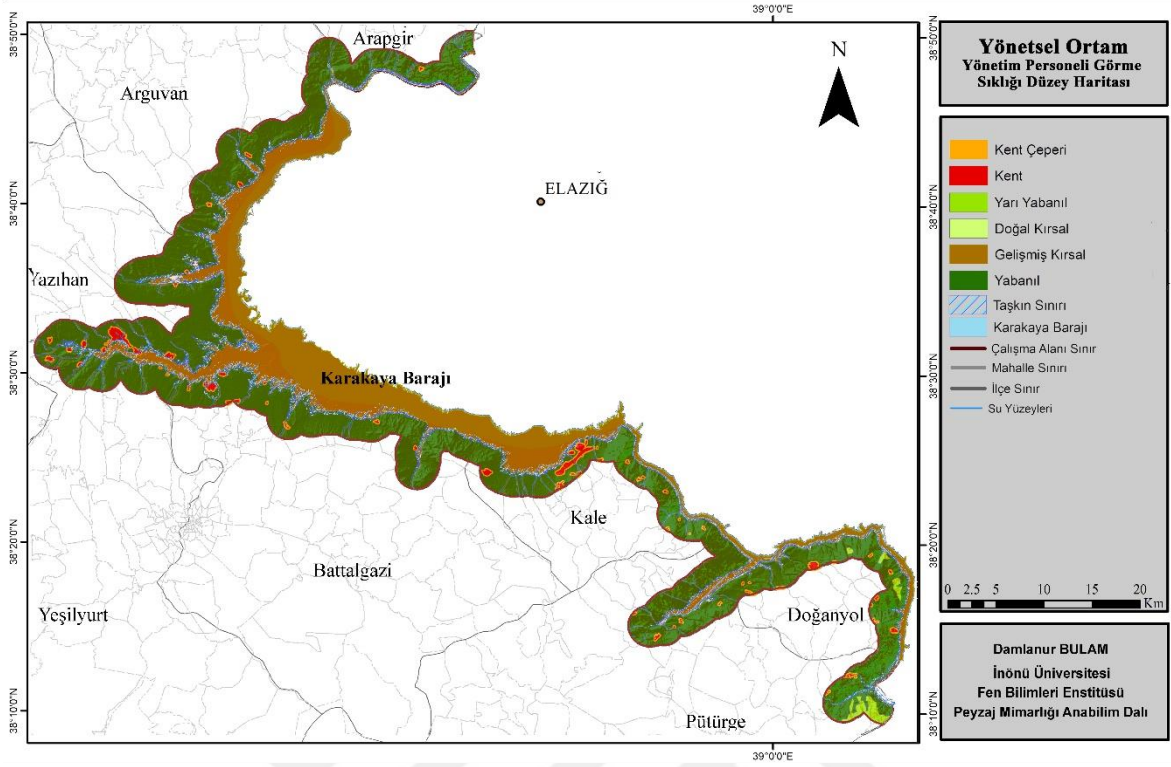 39°0'0"E
38°50'0"N
38°50'0"N
Arapgir
Arguvan
N
38°40'0"N
38°40'0"N
ELAZIĞ
Yazıhan
38°30'0"N
38°30'0"N
Karakaya Barajı
Kale
38°20'0"N
38°20'0"N
Battalgazi
Yeşilyurt
Doğanyol
Pütürge
38°10'0"N
38°10'0"N
39°0'0"E
Yönetsel Ortam
Yönetim Personeli Görme
Sıklığı Düzey Haritası
Kent Çeperi
Kent
Yarı Yabanıl
Doğal Kırsal
Gelişmiş Kırsal
Yabanıl
Taşkın Sınırı
Karakaya Barajı
Çalışma Alanı Sınır
Mahalle Sınırı
İlçe Sınır
Su Yüzeyleri
0 2.5 5 10 15 20
Km
Damlanur BULAM
İnönü Üniversitesi
Fen Bilimleri Enstitüsü
Peyzaj Mimarlığı Anabilim Dalı